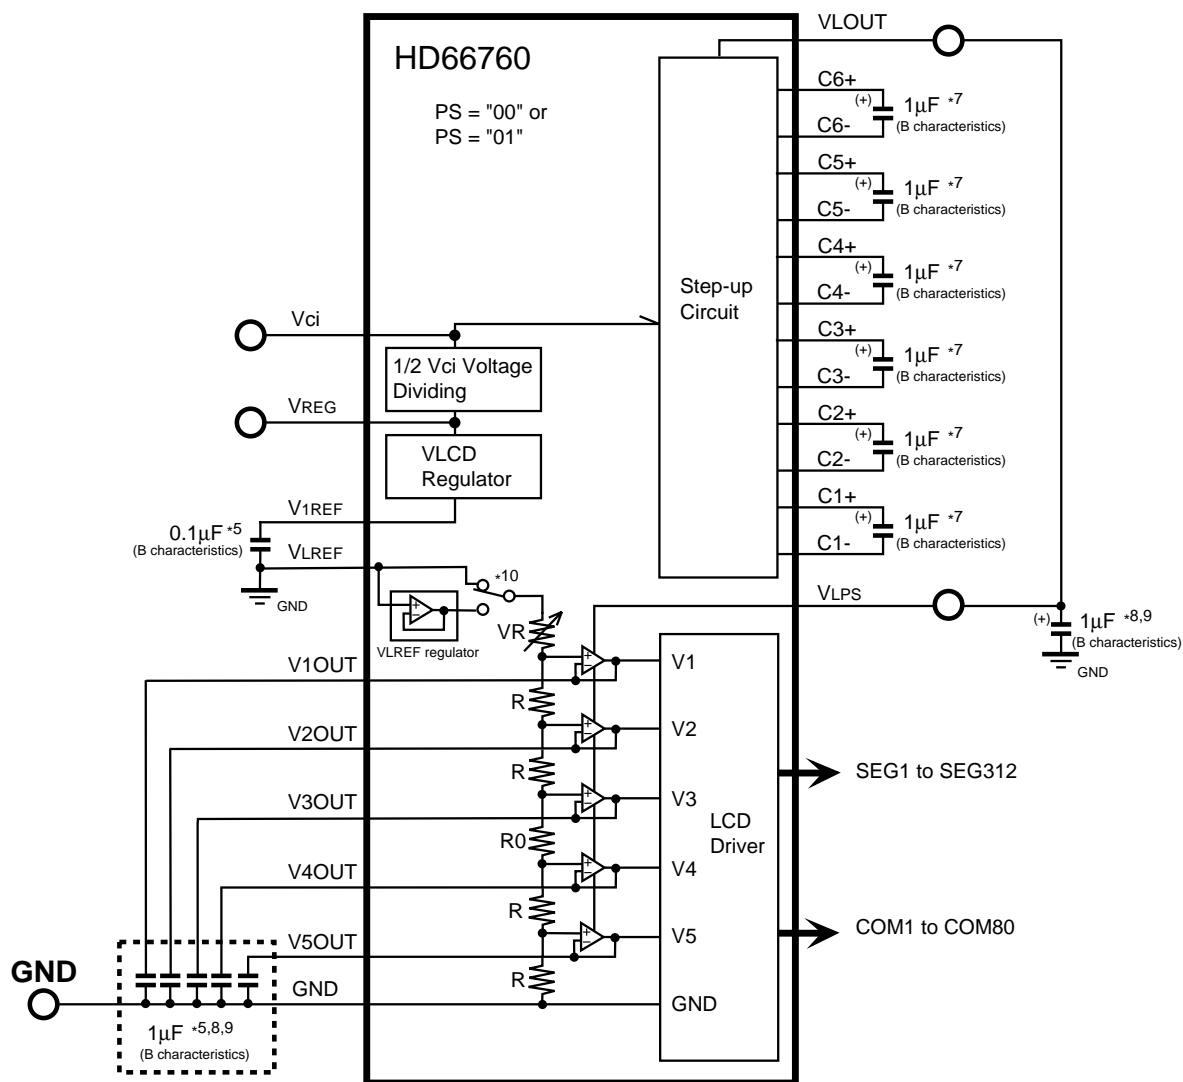 VLOUT
HD66760
PS = "00" or
PS = "01"
C6+
(+)
1μF *7
C6-
(B characteristics)
C5+
(+)
1μF *7
C5-
(B characteristics)
C4+
(+)
1μF *7
C4-
(B characteristics)
Step-up
Circuit
Vci
C3+
(+)
1μF *7
C3-
(B characteristics)
1/2 Vci Voltage
Dividing
VREG
C2+
(+)
1μF *7
C2-
(B characteristics)
VLCD
Regulator
V1REF
C1+
(+)
1μF *7
C1-
(B characteristics)
0.1μF *5
(B characteristics)
VLREF
GND
*10
+
−
VR
VLREF regulator
VLPS
(+)
1μF *8,9
(B characteristics)
GND
V1OUT
+
−
V1
R
V2OUT
+
−
V2
R
SEG1 to SEG312
V3OUT
+
−
V3
LCD
Driver
R0
V4OUT
+
−
V4
R
COM1 to COM80
V5OUT
+
−
V5
GND
R
GND
GND
1μF *5,8,9
(B characteristics)